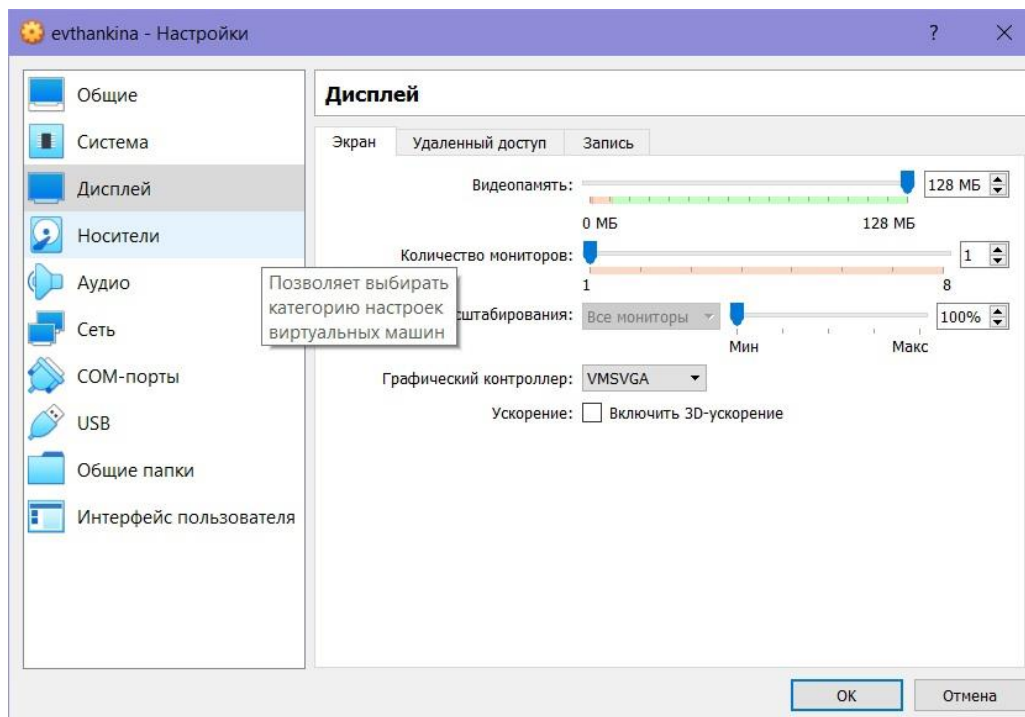 evthankina - Настройки
?
Общие
Система
Дисплей
Носители
Аудио
Сеть
COM-порты
USB
Общие папки
Интерфейс пользователя
Позволяет выбирать
категорию настроек
виртуальных машин
Дисплей
Экран Удаленный доступ Запись
Видеопамять: 128 МБ
0 МБ 128 МБ
Количество мониторов: 1
1 8
сштабирования: Все мониторы 100%
Мин Макс
Графический контроллер: VMSVGA
Ускорение: Включить 3D-ускорение
OK Отмена